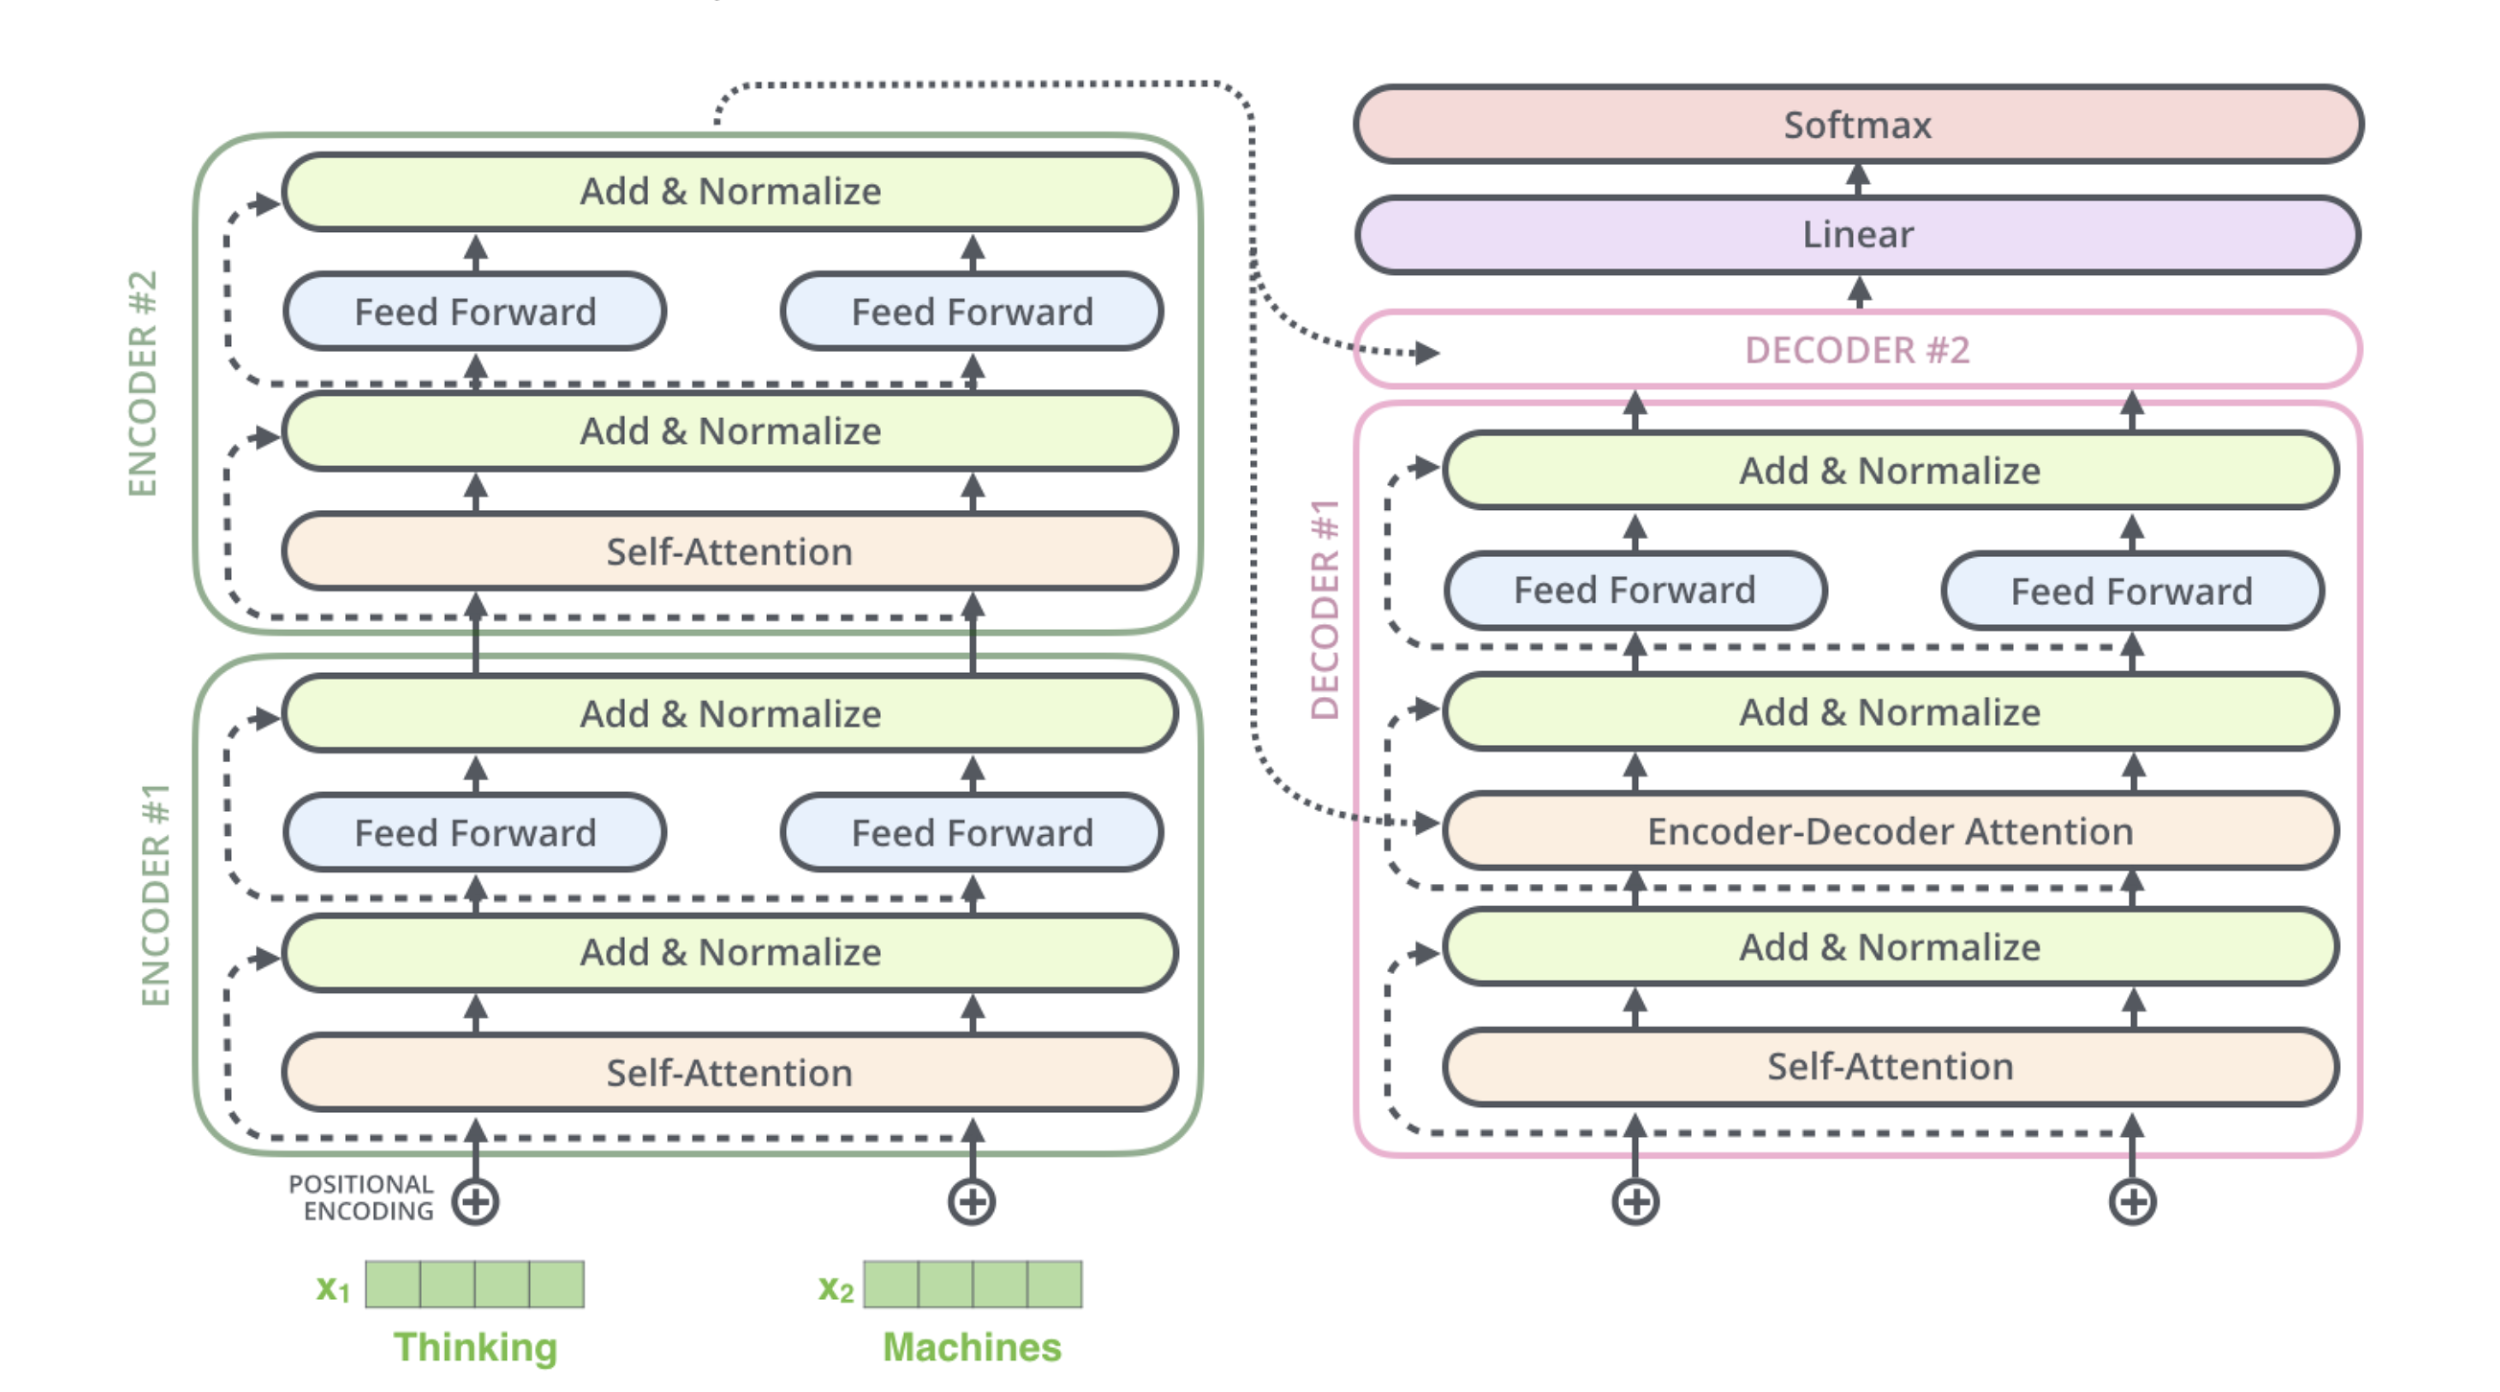 ENCODER #2
Add & Normalize
Feed Forward
Feed Forward
Add & Normalize
Self-Attention
ENCODER #1
Add & Normalize
Feed Forward
Feed Forward
Add & Normalize
Self-Attention
POSITIONAL
ENCODING
x1
x2
Thinking
Machines
Softmax
Linear
DECODER #2
DECODER #1
Add & Normalize
Feed Forward
Feed Forward
Add & Normalize
Encoder-Decoder Attention
Add & Normalize
Self-Attention